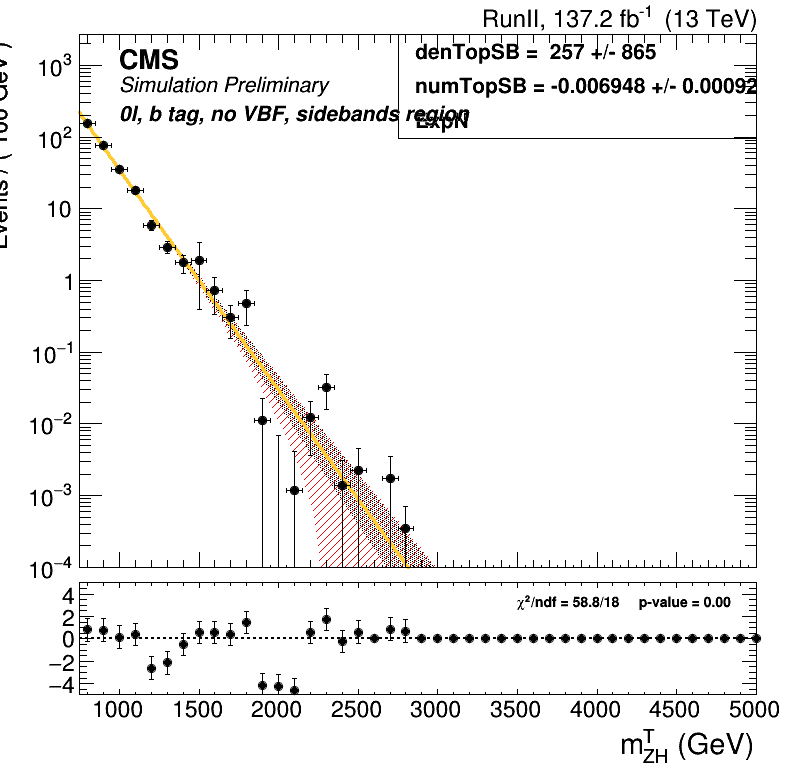 RunII, 137.2 fb-1 (13 TeV)
CMS
Simulation Preliminary
0l, b tag, no VBF, sidebands region
denTopSB = 257 +/- 865
numTopSB = -0.006948 +/- 0.00092
ExpN
Events / ( 100 GeV )
10^3
10^2
10
1
10^−1
10^−2
10^−3
10^−4
χ²/ndf = 58.8/18 p-value = 0.00
4
2
0
−2
−4
1000 1500 2000 2500 3000 3500 4000 4500 5000
m^T_ZH (GeV)